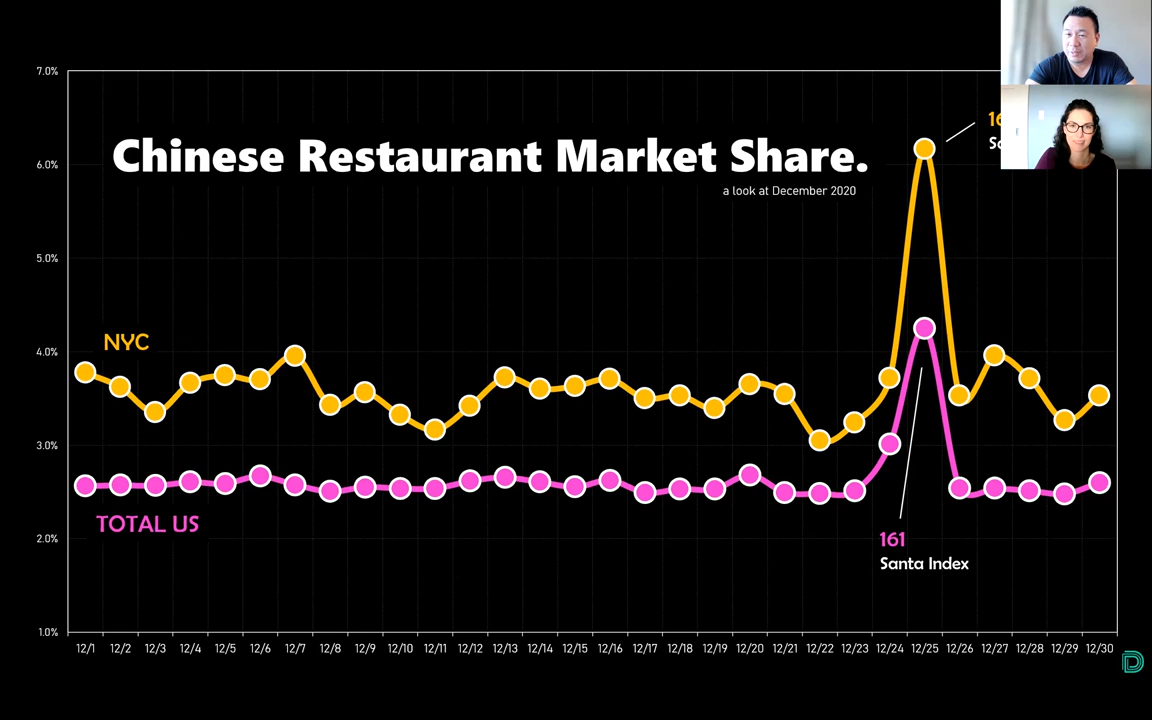 7.0%
Chinese Restaurant Market Share.
6.0%
a look at December 2020
5.0%
NYC
4.0%
3.0%
TOTAL US
2.0%
161
Santa Index
1.0%
12/1 12/2 12/3 12/4 12/5 12/6 12/7 12/8 12/9 12/10 12/11 12/12 12/13 12/14 12/15 12/16 12/17 12/18 12/19 12/20 12/21 12/22 12/23 12/24 12/25 12/26 12/27 12/28 12/29 12/30